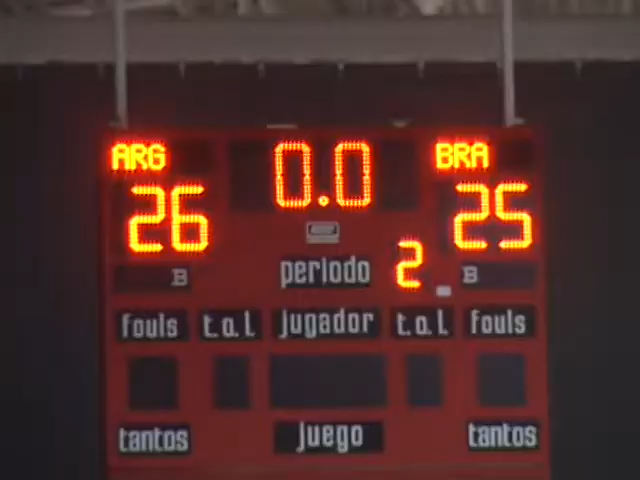 ARG 0.0 BRA
26 25
B periodo 2 B
fouls t.o.l jugador t.o.l fouls
tantos juego tantos